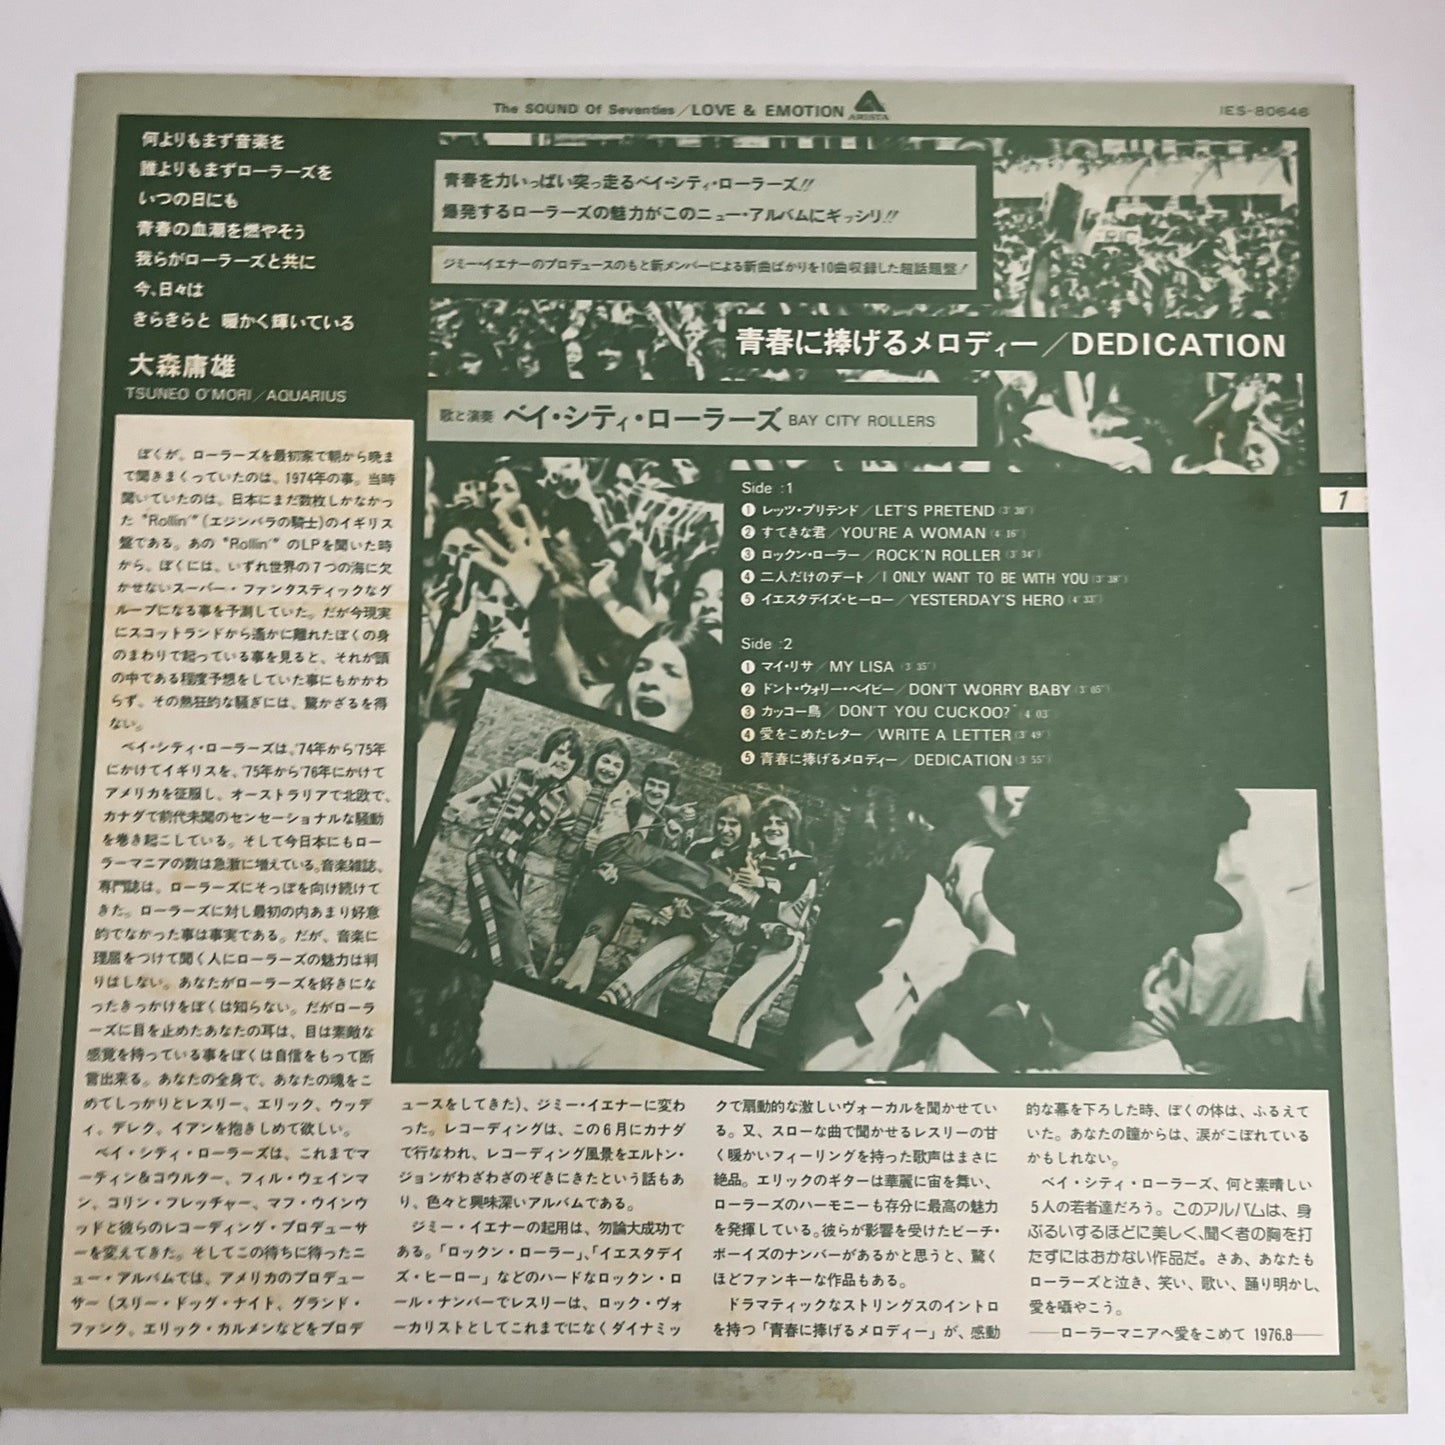 The SOUND Of Seventies／LOVE & EMOTION ARISTA
IES-80646
何よりもまず音楽を
誰よりもまずローラーズを
いつの日にも
青春の血潮を燃やそう
我らがローラーズと共に
今、日々は
きらきらと 暖かく輝いている
大森庸雄
TSUNEO O'MORI／AQUARIUS
青春を力いっぱい突っ走るベイ・シティ・ローラーズ!!
爆発するローラーズの魅力がこのニュー・アルバムにギッシリ!!
ジミー・イエナーのプロデュースのもと新メンバーによる新曲ばかりを10曲収録した超話題盤!
青春に捧げるメロディー／DEDICATION
歌と演奏 ベイ・シティ・ローラーズ BAY CITY ROLLERS
Side :1
❶ レッツ・プリテンド／LET'S PRETEND (3'30")
❷ すてきな君／YOU'RE A WOMAN (4'16")
❸ ロックン・ローラー／ROCK'N ROLLER (3'34")
❹ 二人だけのデート／I ONLY WANT TO BE WITH YOU (3'38")
❺ イエスタデイズ・ヒーロー／YESTERDAY'S HERO (4'33")
Side :2
❶ マイ・リサ／MY LISA (3'35")
❷ ドント・ウォリー・ベイビー／DON'T WORRY BABY (3'05")
❸ カッコー鳥／DON'T YOU CUCKOO? (4'03")
❹ 愛をこめたレター／WRITE A LETTER (3'49")
❺ 青春に捧げるメロディー／DEDICATION (3'55")
1
ぼくが、ローラーズを最初家で朝から晩ま
で聞きまくっていたのは、1974年の事。当時
聞いていたのは、日本にまだ数枚しかなかっ
た "Rollin'"(エジンバラの騎士)のイギリス
盤である。あの "Rollin'" のLPを聞いた時
から、ぼくには、いずれ世界の７つの海に欠
かせないスーパー・ファンタスティックなグ
ループになる事を予測していた。だが今現実
にスコットランドから遙かに離れたぼくの身
のまわりで起っている事を見ると、それが頭
の中である程度予想をしていた事にもかかわ
らず、その熱狂的な騒ぎには、驚かざるを得
ない。
ベイ・シティ・ローラーズは、'74年から'75年
にかけてイギリスを、'75年から'76年にかけて
アメリカを征服し、オーストラリアで北欧で、
カナダで前代未聞のセンセーショナルな騒動
を巻き起こしている。そして今日本にもロー
ラーマニアの数は急激に増えている。音楽雑誌、
専門誌は、ローラーズにそっぽを向け続けて
きた。ローラーズに対し最初の内あまり好意
的でなかった事は事実である。だが、音楽に
理屈をつけて聞く人にローラーズの魅力は判
りはしない。あなたがローラーズを好きにな
ったきっかけをぼくは知らない。だがローラ
ーズに目を止めたあなたの耳は、目は素敵な
感覚を持っている事をぼくは自信をもって断
言出来る。あなたの全身で、あなたの魂をこ
めてしっかりとレスリー、エリック、ウッデ
ィ、デレク、イアンを抱きしめて欲しい。
ベイ・シティ・ローラーズは、これまでマ
ーティン＆コウルター、フィル・ウェインマ
ン、コリン・フレッチャー、マフ・ウインウ
ッドと彼らのレコーディング・プロデューサ
ーを変えてきた。そしてこの待ちに待ったニ
ュー・アルバムでは、アメリカのプロデュー
サー (スリー・ドッグ・ナイト、グランド・
ファンク、エリック・カルメンなどをプロデ
ュースをしてきた)、ジミー・イエナーに変わ
った。レコーディングは、この６月にカナダ
で行なわれ、レコーディング風景をエルトン・
ジョンがわざわざのぞきにきたという話もあ
り、色々と興味深いアルバムである。
ジミー・イエナーの起用は、勿論大成功で
ある。「ロックン・ローラー」、「イエスタデイ
ズ・ヒーロー」などのハードなロックン・ロ
ール・ナンバーでレスリーは、ロック・ヴォ
ーカリストとしてこれまでになくダイナミッ
クで扇動的な激しいヴォーカルを聞かせてい
る。又、スローな曲で聞かせるレスリーの甘
く暖かいフィーリングを持った歌声はまさに
絶品。エリックのギターは華麗に宙を舞い、
ローラーズのハーモニーも存分に最高の魅力
を発揮している。彼らが影響を受けたビーチ・
ボーイズのナンバーがあるかと思うと、驚く
ほどファンキーな作品もある。
ドラマティックなストリングスのイントロ
を持つ「青春に捧げるメロディー」が、感動
的な幕を下ろした時、ぼくの体は、ふるえて
いた。あなたの瞳からは、涙がこぼれている
かもしれない。
ベイ・シティ・ローラーズ、何と素晴しい
５人の若者達だろう。このアルバムは、身
ぶるいするほどに美しく、聞く者の胸を打
たずにはおかない作品だ。さあ、あなたも
ローラーズと泣き、笑い、歌い、踊り明かし、
愛を囁やこう。
──ローラーマニアへ愛をこめて 1976.8──